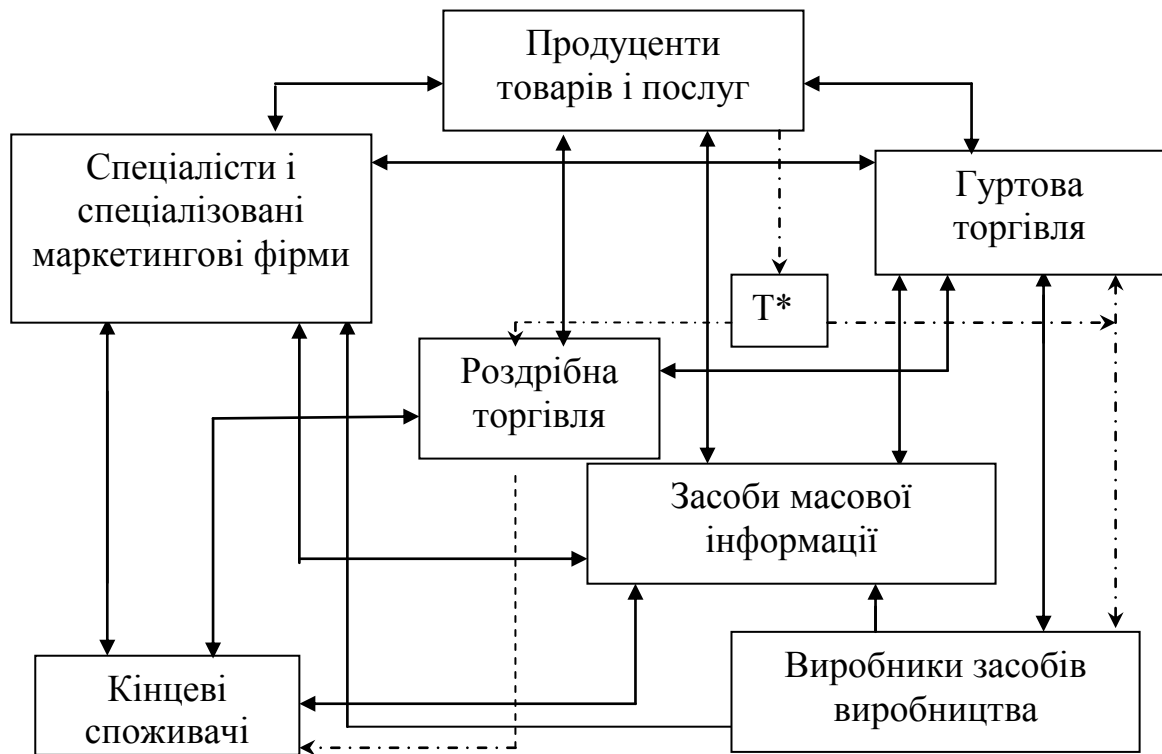 Продуценти
товарів і послуг
Спеціалісти і
спеціалізовані
маркетингові фірми
Гуртова
торгівля
Т*
Роздрібна
торгівля
Засоби масової
інформації
Кінцеві
споживачі
Виробники засобів
виробництва